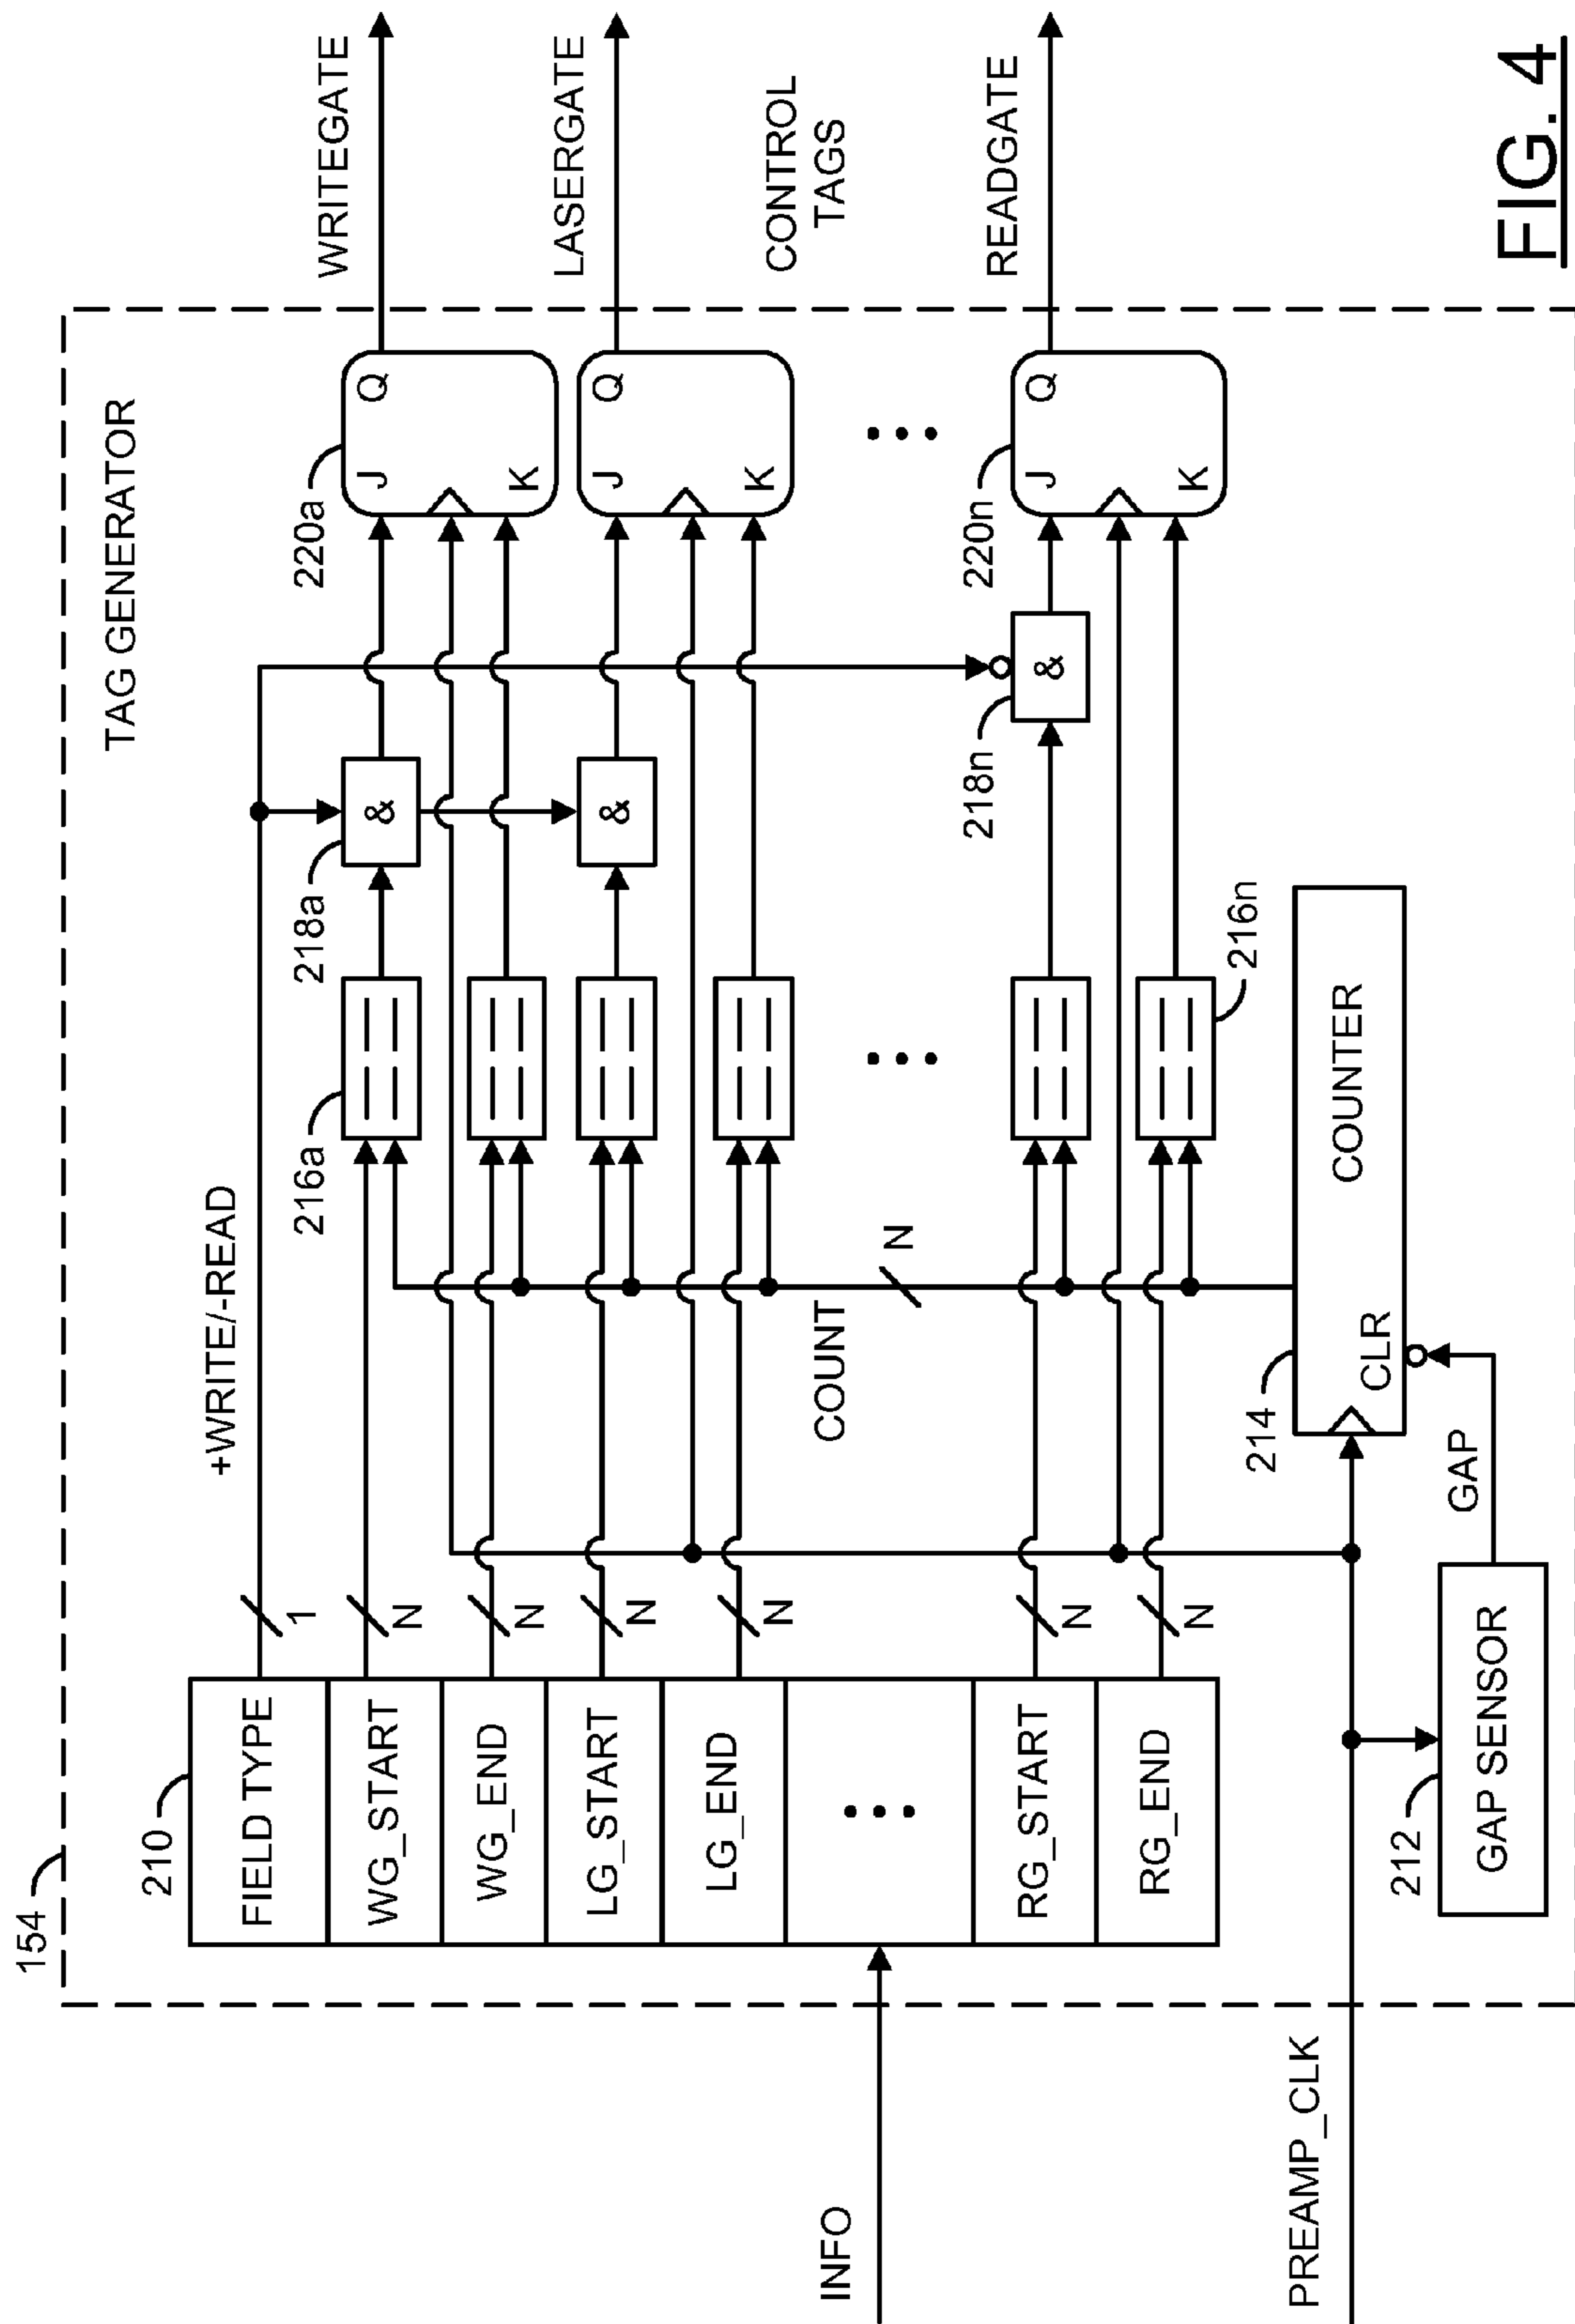 154
TAG GENERATOR
210
FIELD TYPE
WG_START
WG_END
LG_START
LG_END
•••
RG_START
RG_END
1
N
N
N
N
N
N
+WRITE/-READ
216a
==
==
==
==
•••
==
==
216n
218a
&
&
218n
&
220a
J
Q
K
J
Q
K
•••
220n
J
Q
K
WRITEGATE
LASERGATE
CONTROL
TAGS
READGATE
COUNT
N
INFO
PREAMP_CLK
212
GAP SENSOR
GAP
214
CLR
COUNTER
FIG. 4